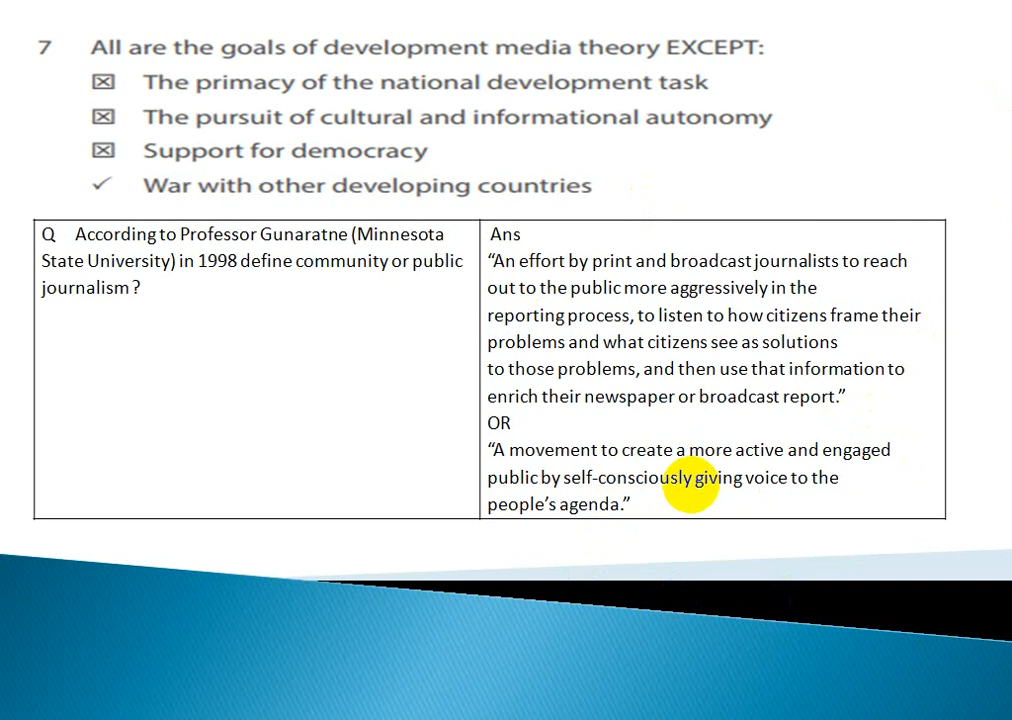 7 All are the goals of development media theory EXCEPT:
☒ The primacy of the national development task
☒ The pursuit of cultural and informational autonomy
☒ Support for democracy
✓ War with other developing countries
Q According to Professor Gunaratne (Minnesota
State University) in 1998 define community or public
journalism ?
Ans
“An effort by print and broadcast journalists to reach
out to the public more aggressively in the
reporting process, to listen to how citizens frame their
problems and what citizens see as solutions
to those problems, and then use that information to
enrich their newspaper or broadcast report.”
OR
“A movement to create a more active and engaged
public by self-consciously giving voice to the
people’s agenda.”